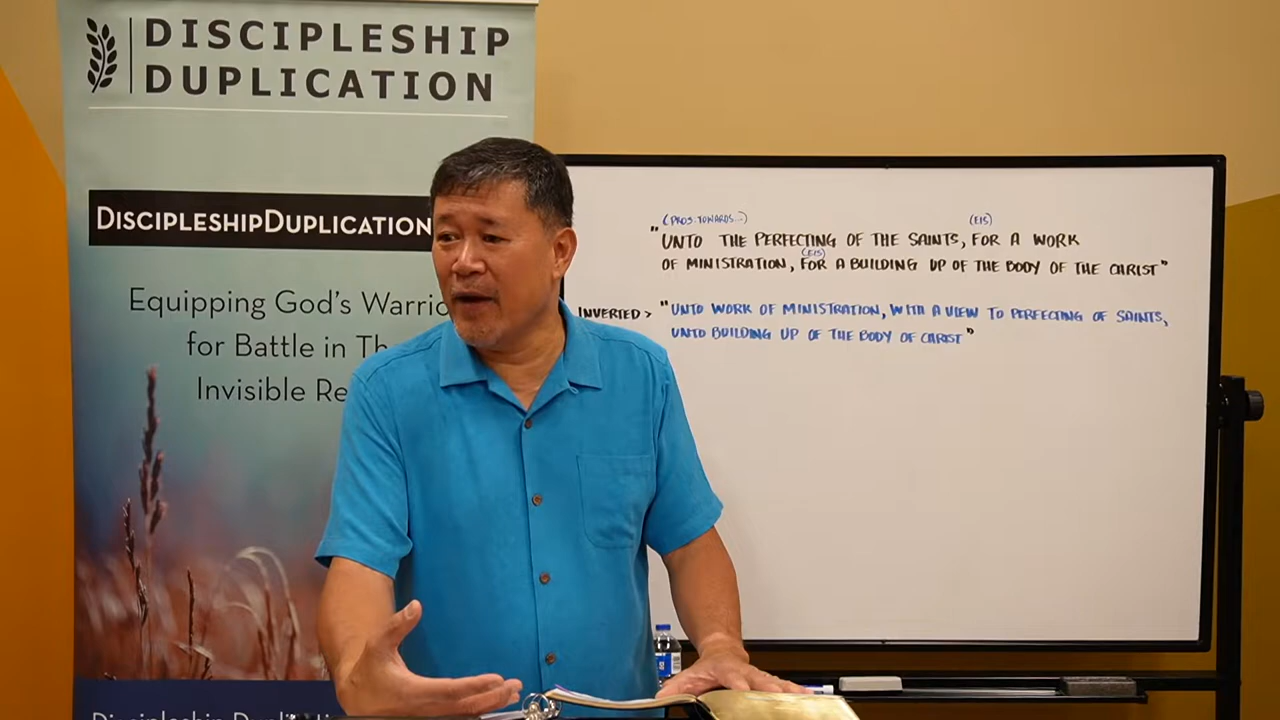 DISCIPLESHIP
DUPLICATION
DISCIPLESHIPDUPLICATION
Equipping God's Warrio
for Battle in Th
Invisible Re
(PROS-TOWARDS-)
(EIS)
"UNTO THE PERFECTING OF THE SAINTS, FOR A WORK
(EIS)
OF MINISTRATION, FOR A BUILDING UP OF THE BODY OF THE CHRIST"
INVERTED > "UNTO WORK OF MINISTRATION, WITH A VIEW TO PERFECTING OF SAINTS,
UNTO BUILDING UP OF THE BODY OF CHRIST"